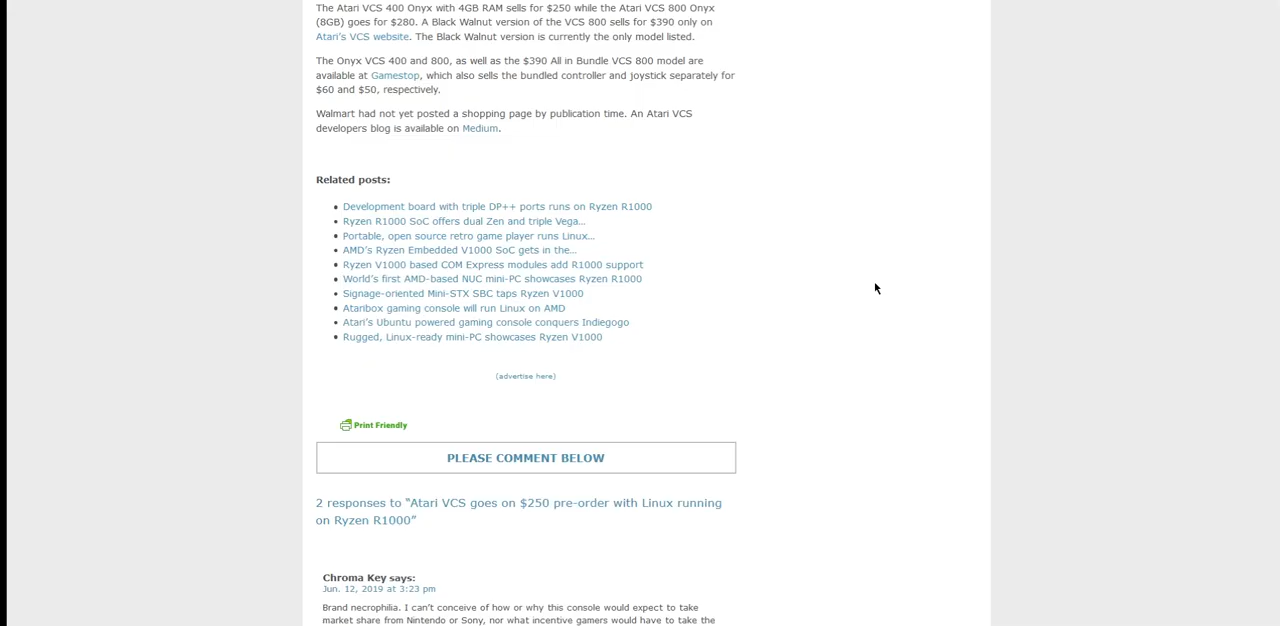 The Atari VCS 400 Onyx with 4GB RAM sells for $250 while the Atari VCS 800 Onyx
(8GB) goes for $280. A Black Walnut version of the VCS 800 sells for $390 only on
Atari's VCS website. The Black Walnut version is currently the only model listed.
The Onyx VCS 400 and 800, as well as the $390 All in Bundle VCS 800 model are
available at Gamestop, which also sells the bundled controller and joystick separately for
$60 and $50, respectively.
Walmart had not yet posted a shopping page by publication time. An Atari VCS
developers blog is available on Medium.
Related posts:
• Development board with triple DP++ ports runs on Ryzen R1000
• Ryzen R1000 SoC offers dual Zen and triple Vega...
• Portable, open source retro game player runs Linux...
• AMD's Ryzen Embedded V1000 SoC gets in the...
• Ryzen V1000 based COM Express modules add R1000 support
• World's first AMD-based NUC mini-PC showcases Ryzen R1000
• Signage-oriented Mini-STX SBC taps Ryzen V1000
• Ataribox gaming console will run Linux on AMD
• Atari's Ubuntu powered gaming console conquers Indiegogo
• Rugged, Linux-ready mini-PC showcases Ryzen V1000
(advertise here)
Print Friendly
PLEASE COMMENT BELOW
2 responses to "Atari VCS goes on $250 pre-order with Linux running
on Ryzen R1000"
Chroma Key says:
Jun. 12, 2019 at 3:23 pm
Brand necrophilia. I can't conceive of how or why this console would expect to take
market share from Nintendo or Sony, nor what incentive gamers would have to take the